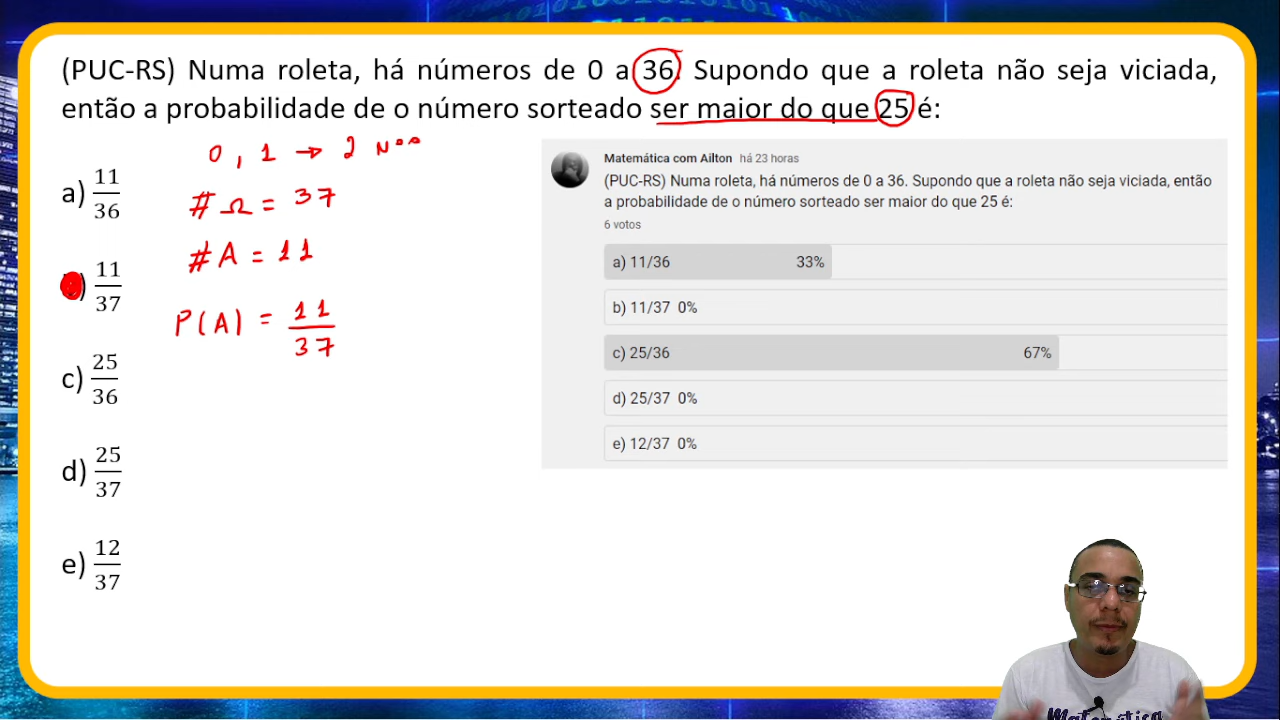 (PUC-RS) Numa roleta, há números de 0 a 36. Supondo que a roleta não seja viciada,
então a probabilidade de o número sorteado ser maior do que 25 é:
0, 1 → 2 Nos
a) 11/36
# Ω = 37
# A = 11
) 11/37
P(A) = 11/37
c) 25/36
d) 25/37
e) 12/37
Matemática com Ailton há 23 horas
(PUC-RS) Numa roleta, há números de 0 a 36. Supondo que a roleta não seja viciada, então
a probabilidade de o número sorteado ser maior do que 25 é:
6 votos
a) 11/36 33%
b) 11/37 0%
c) 25/36 67%
d) 25/37 0%
e) 12/37 0%
Matemática